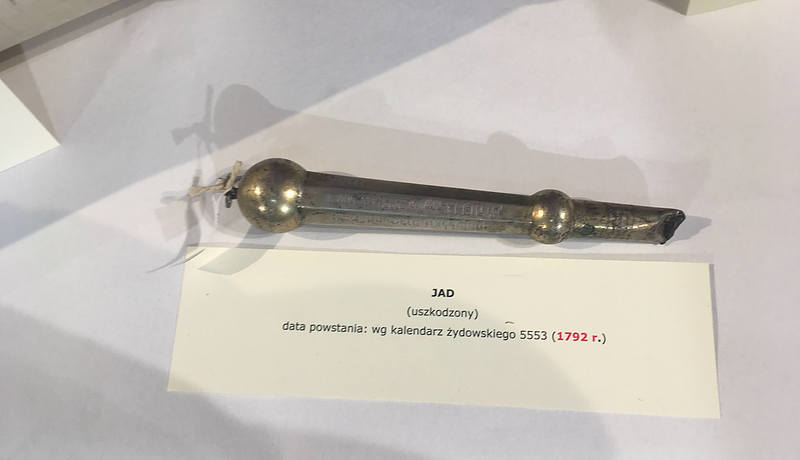 JAD
(uszkodzony)
data powstania: wg kalendarz żydowskiego 5553 (1792 r.)